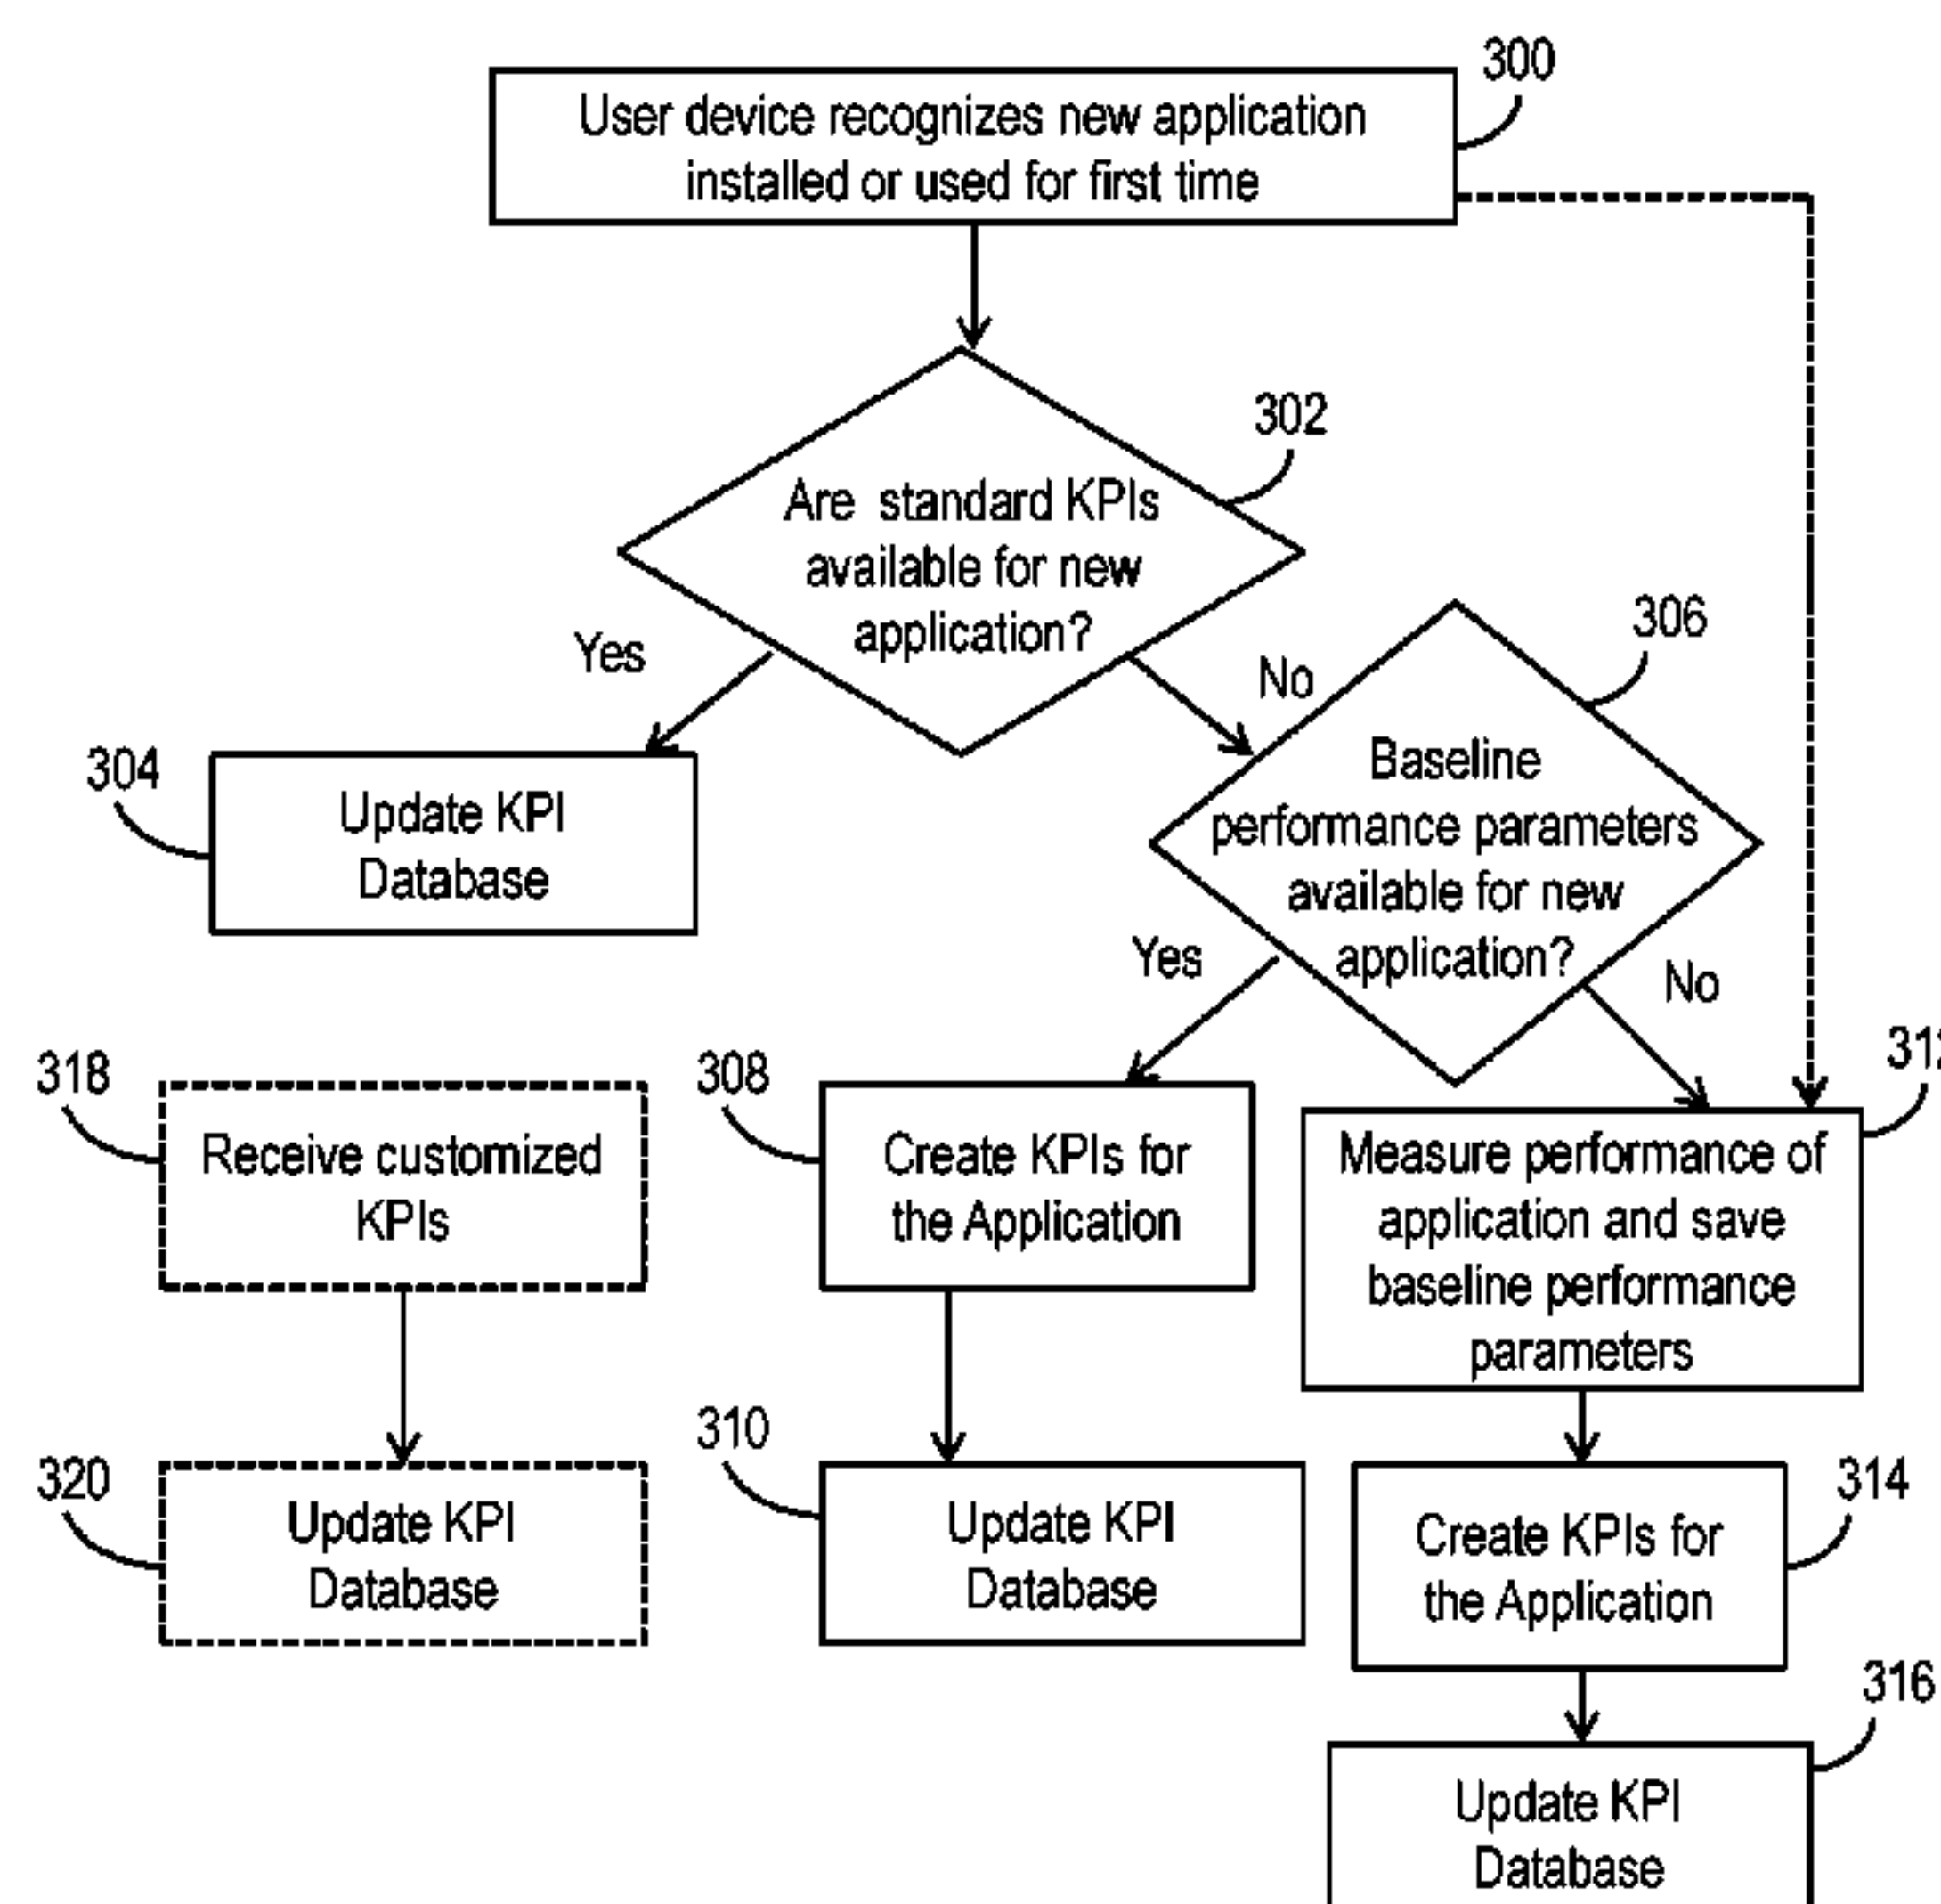 300
User device recognizes new application
installed or used for first time
302
Are standard KPIs
available for new
application?
Yes
No
306
Baseline
performance parameters
available for new
application?
304
Update KPI
Database
Yes
No
318
Receive customized
KPIs
308
Create KPIs for
the Application
Measure performance of
application and save
baseline performance
parameters
320
Update KPI
Database
310
Update KPI
Database
314
Create KPIs for
the Application
316
Update KPI
Database